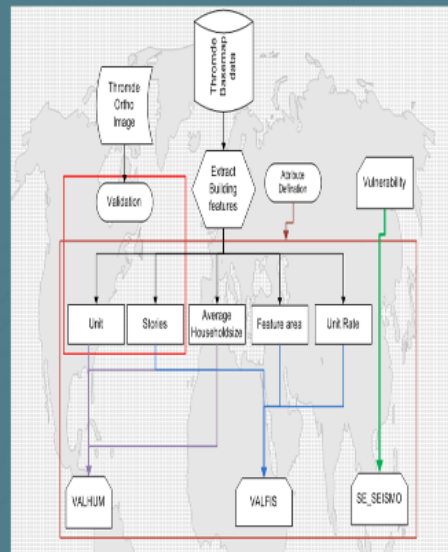 Thromde
Basemap
data
Thromde
Ortho
Image
Extract
Building
features
Attribute
Defination
Vulnerability
Validation
Unit
Stories
Average
Householdsize
Feature area
Unit Rate
VALHUM
VALFIS
SE_SEISMO